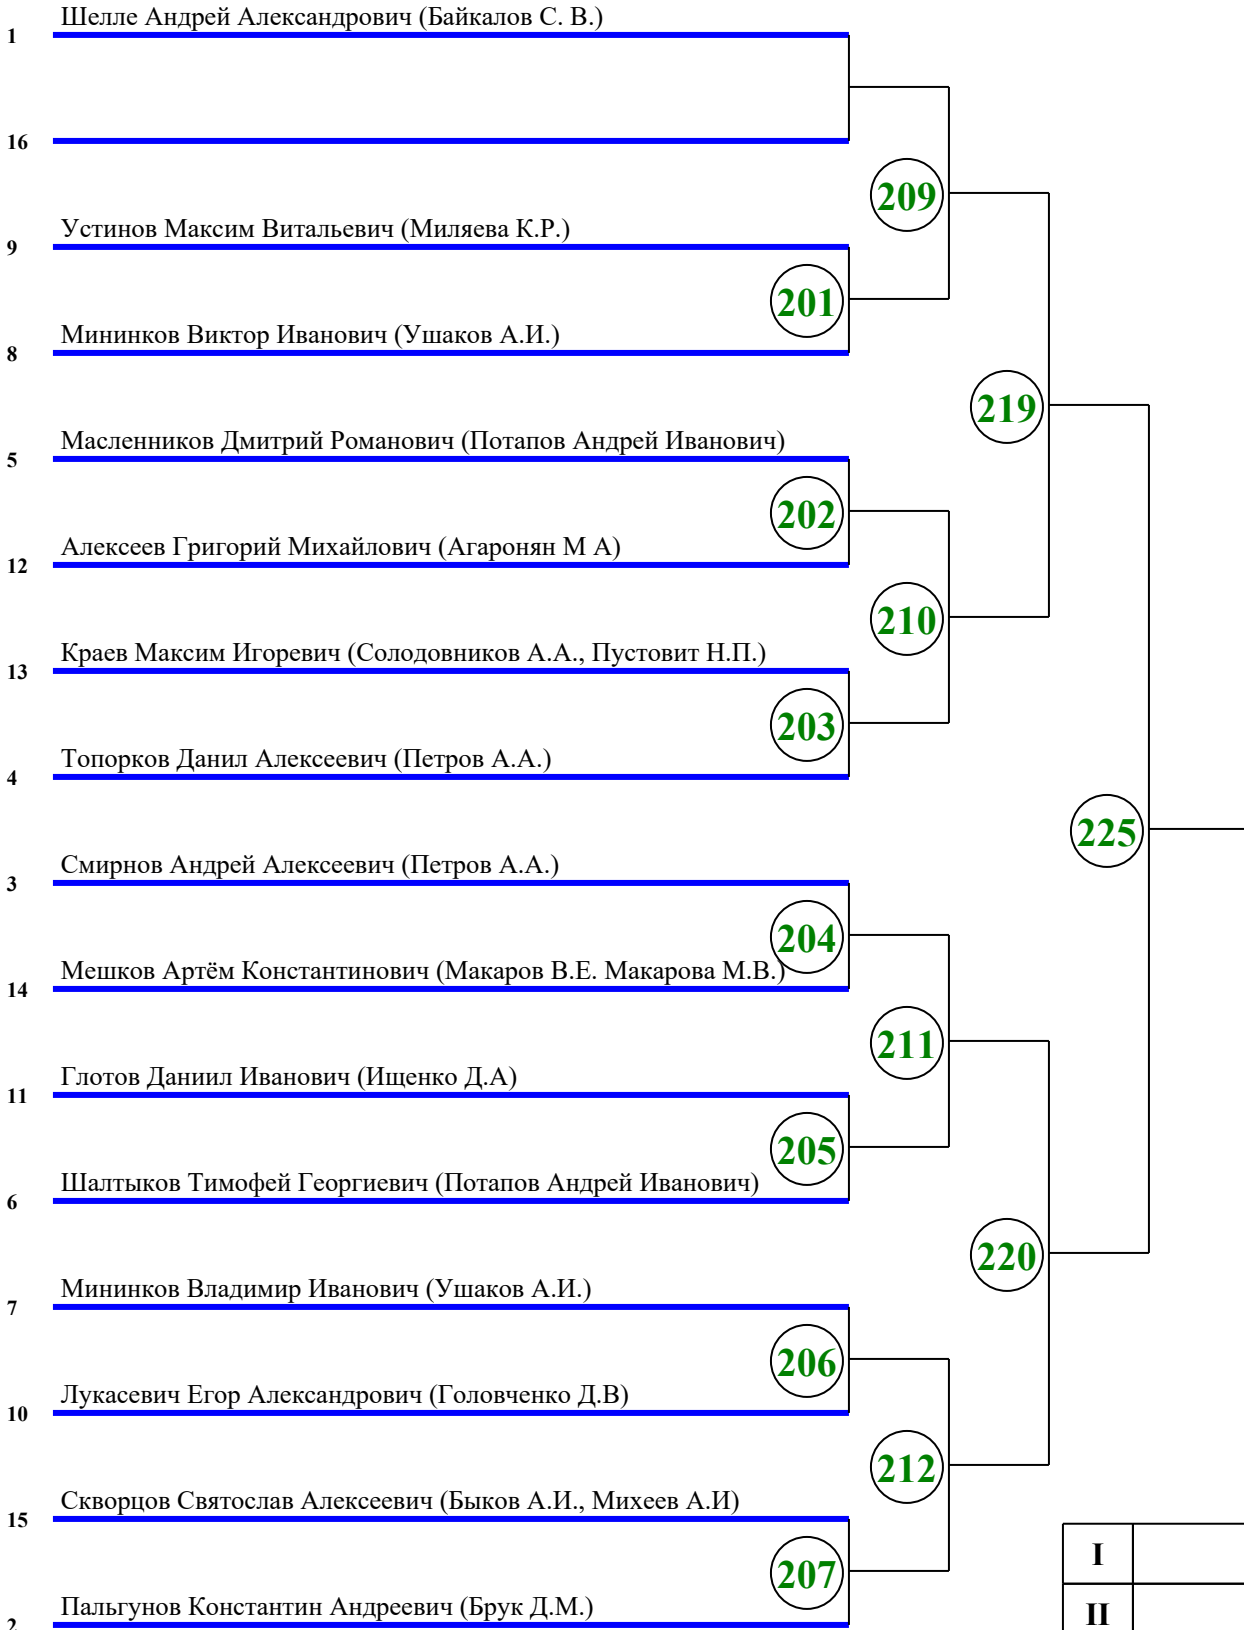 Шелле Андрей Александрович (Байкалов С. В.)
1
16
209
Устинов Максим Витальевич (Миляева К.Р.)
9
201
Мининков Виктор Иванович (Ушаков А.И.)
8
219
Масленников Дмитрий Романович (Потапов Андрей Иванович)
5
202
Алексеев Григорий Михайлович (Агаронян М А)
12
210
Краев Максим Игоревич (Солодовников А.А., Пустовит Н.П.)
13
203
Топорков Данил Алексеевич (Петров А.А.)
4
225
Смирнов Андрей Алексеевич (Петров А.А.)
3
204
Мешков Артём Константинович (Макаров В.Е. Макарова М.В.)
14
211
Глотов Даниил Иванович (Ищенко Д.А)
11
205
Шалтыков Тимофей Георгиевич (Потапов Андрей Иванович)
6
220
Мининков Владимир Иванович (Ушаков А.И.)
7
206
Лукасевич Егор Александрович (Головченко Д.В)
10
212
Скворцов Святослав Алексеевич (Быков А.И., Михеев А.И)
15
I
207
Пальгунов Константин Андреевич (Брук Д.М.)
2
II